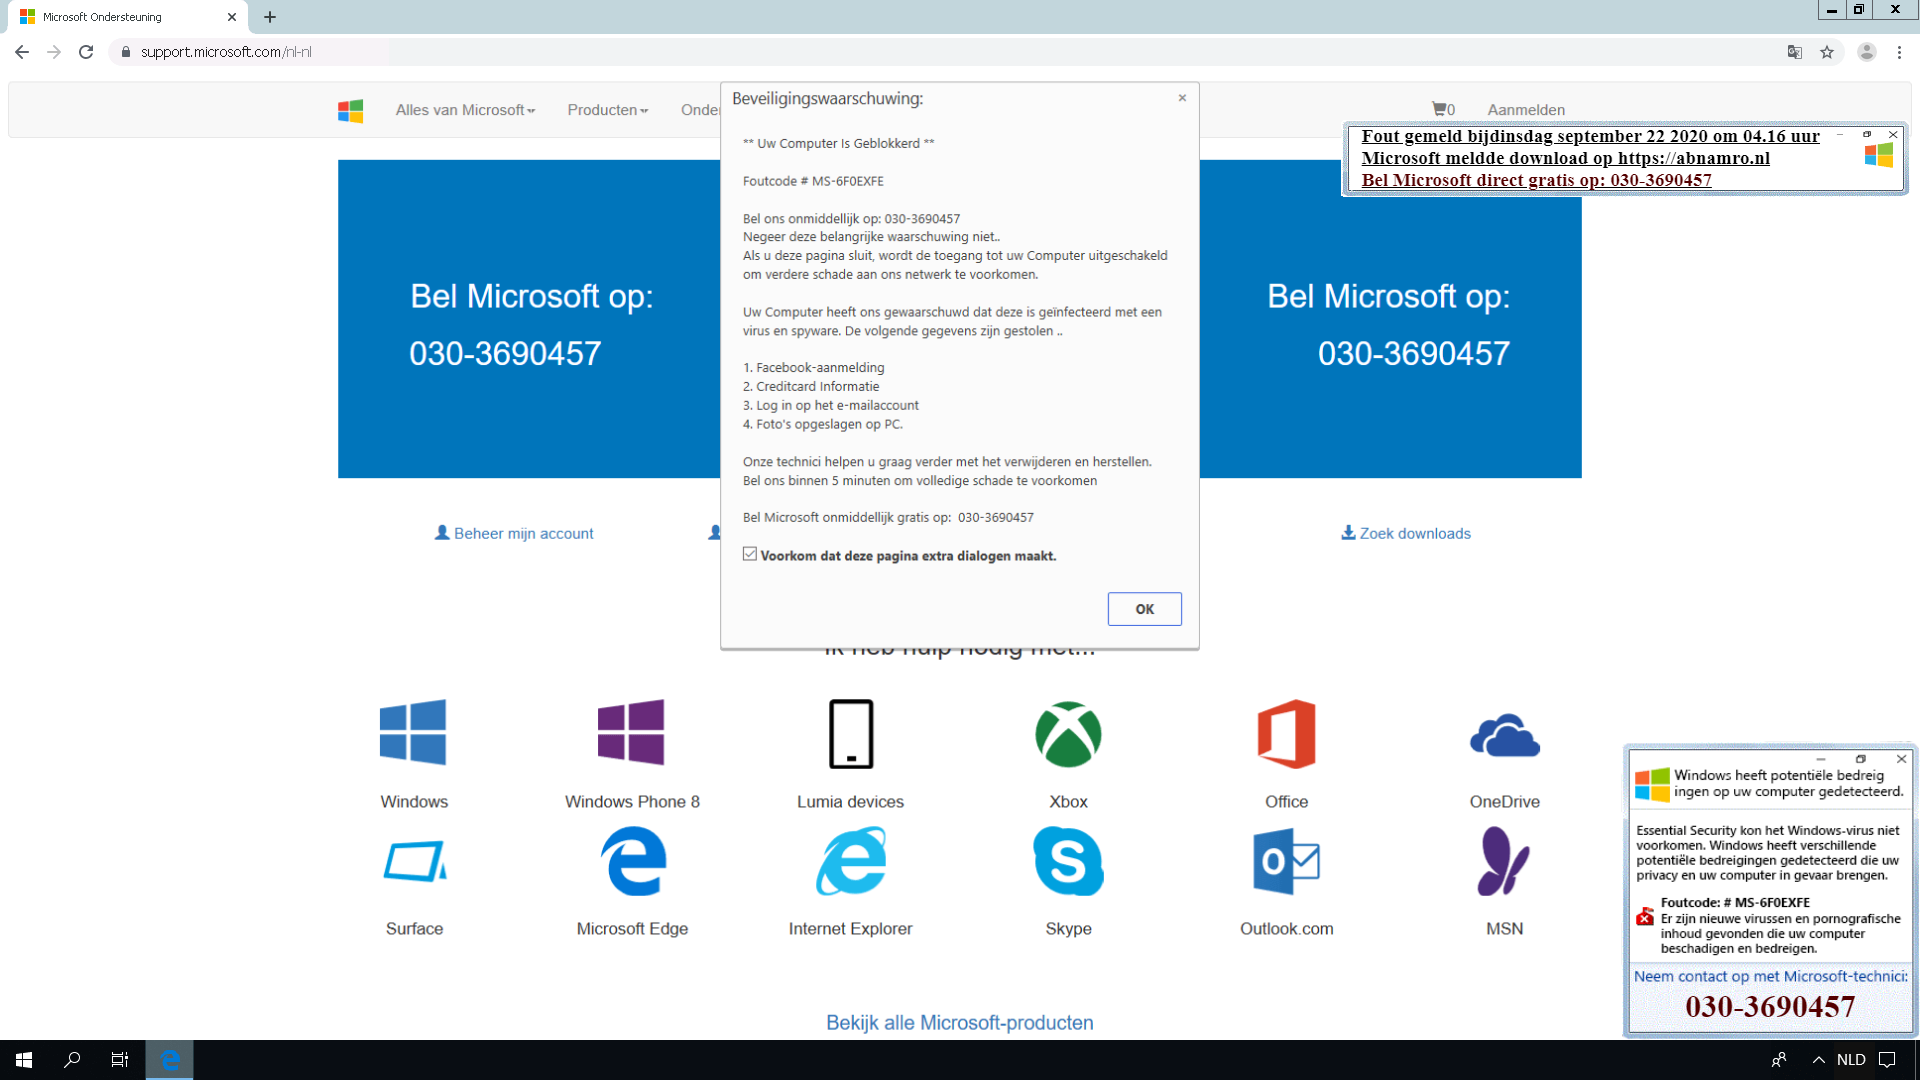 Microsoft Ondersteuning
support.microsoft.com/nl-nl
Alles van Microsoft
Producten
Onder
0
Aanmelden
Beveiligingswaarschuwing:
** Uw Computer Is Geblokkerd **
Foutcode # MS-6F0EXFE
Bel ons onmiddellijk op: 030-3690457
Negeer deze belangrijke waarschuwing niet..
Als u deze pagina sluit, wordt de toegang tot uw Computer uitgeschakeld
om verdere schade aan ons netwerk te voorkomen.
Uw Computer heeft ons gewaarschuwd dat deze is geïnfecteerd met een
virus en spyware. De volgende gegevens zijn gestolen ..
1. Facebook-aanmelding
2. Creditcard Informatie
3. Log in op het e-mailaccount
4. Foto's opgeslagen op PC.
Onze technici helpen u graag verder met het verwijderen en herstellen.
Bel ons binnen 5 minuten om volledige schade te voorkomen
Bel Microsoft onmiddellijk gratis op: 030-3690457
Voorkom dat deze pagina extra dialogen maakt.
OK
Fout gemeld bijdinsdag september 22 2020 om 04.16 uur
Microsoft meldde download op https://abnamro.nl
Bel Microsoft direct gratis op: 030-3690457
Bel Microsoft op:
030-3690457
Bel Microsoft op:
030-3690457
Beheer mijn account
Zoek downloads
Ik heb hulp nodig met...
Windows
Windows Phone 8
Lumia devices
Xbox
Office
OneDrive
Surface
Microsoft Edge
Internet Explorer
Skype
Outlook.com
MSN
Bekijk alle Microsoft-producten
Windows heeft potentiële bedreig
ingen op uw computer gedetecteerd.
Essential Security kon het Windows-virus niet
voorkomen. Windows heeft verschillende
potentiële bedreigingen gedetecteerd die uw
privacy en uw computer in gevaar brengen.
Foutcode: # MS-6F0EXFE
Er zijn nieuwe virussen en pornografische
inhoud gevonden die uw computer
beschadigen en bedreigen.
Neem contact op met Microsoft-technici:
030-3690457
NLD